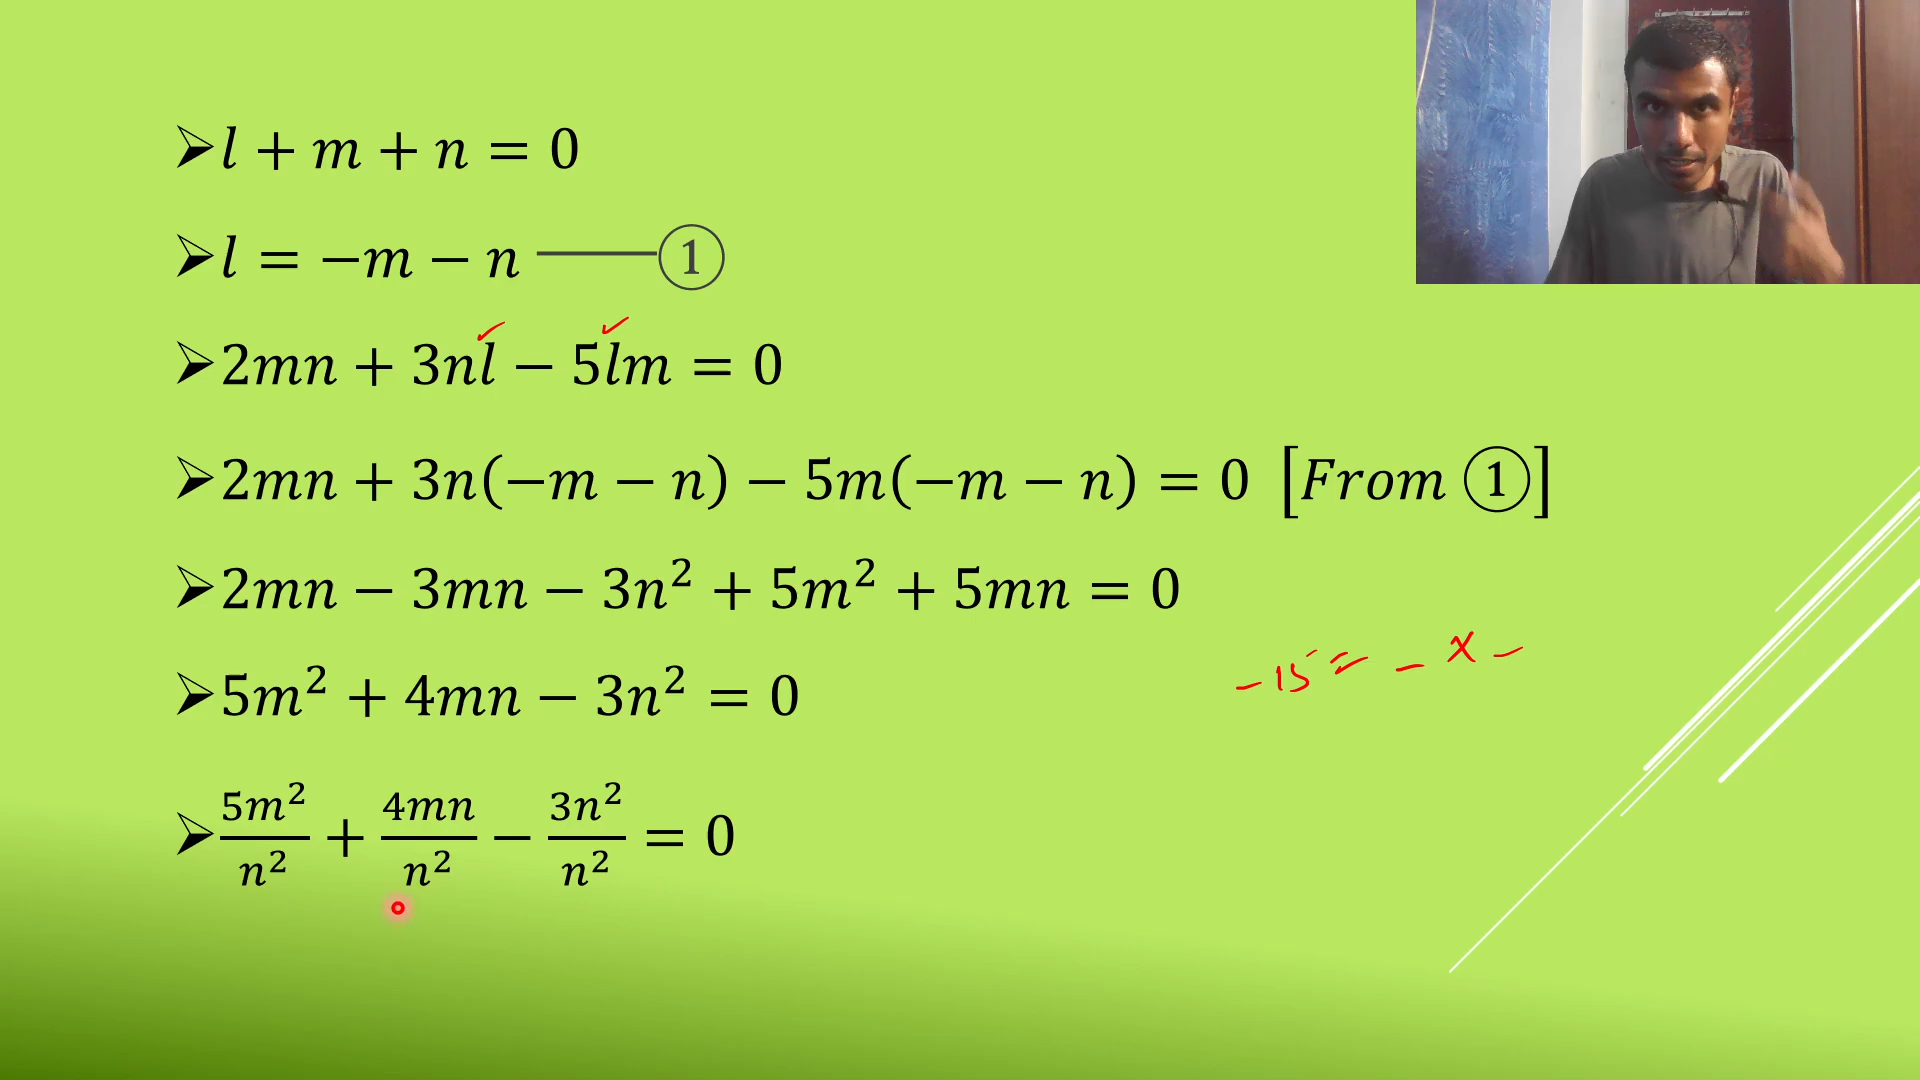 l + m + n = 0
l = −m − n ——①
2mn + 3nl − 5lm = 0
2mn + 3n(−m − n) − 5m(−m − n) = 0 [From ①]
2mn − 3mn − 3n² + 5m² + 5mn = 0
5m² + 4mn − 3n² = 0
−15 = − × −
5m²/n² + 4mn/n² − 3n²/n² = 0